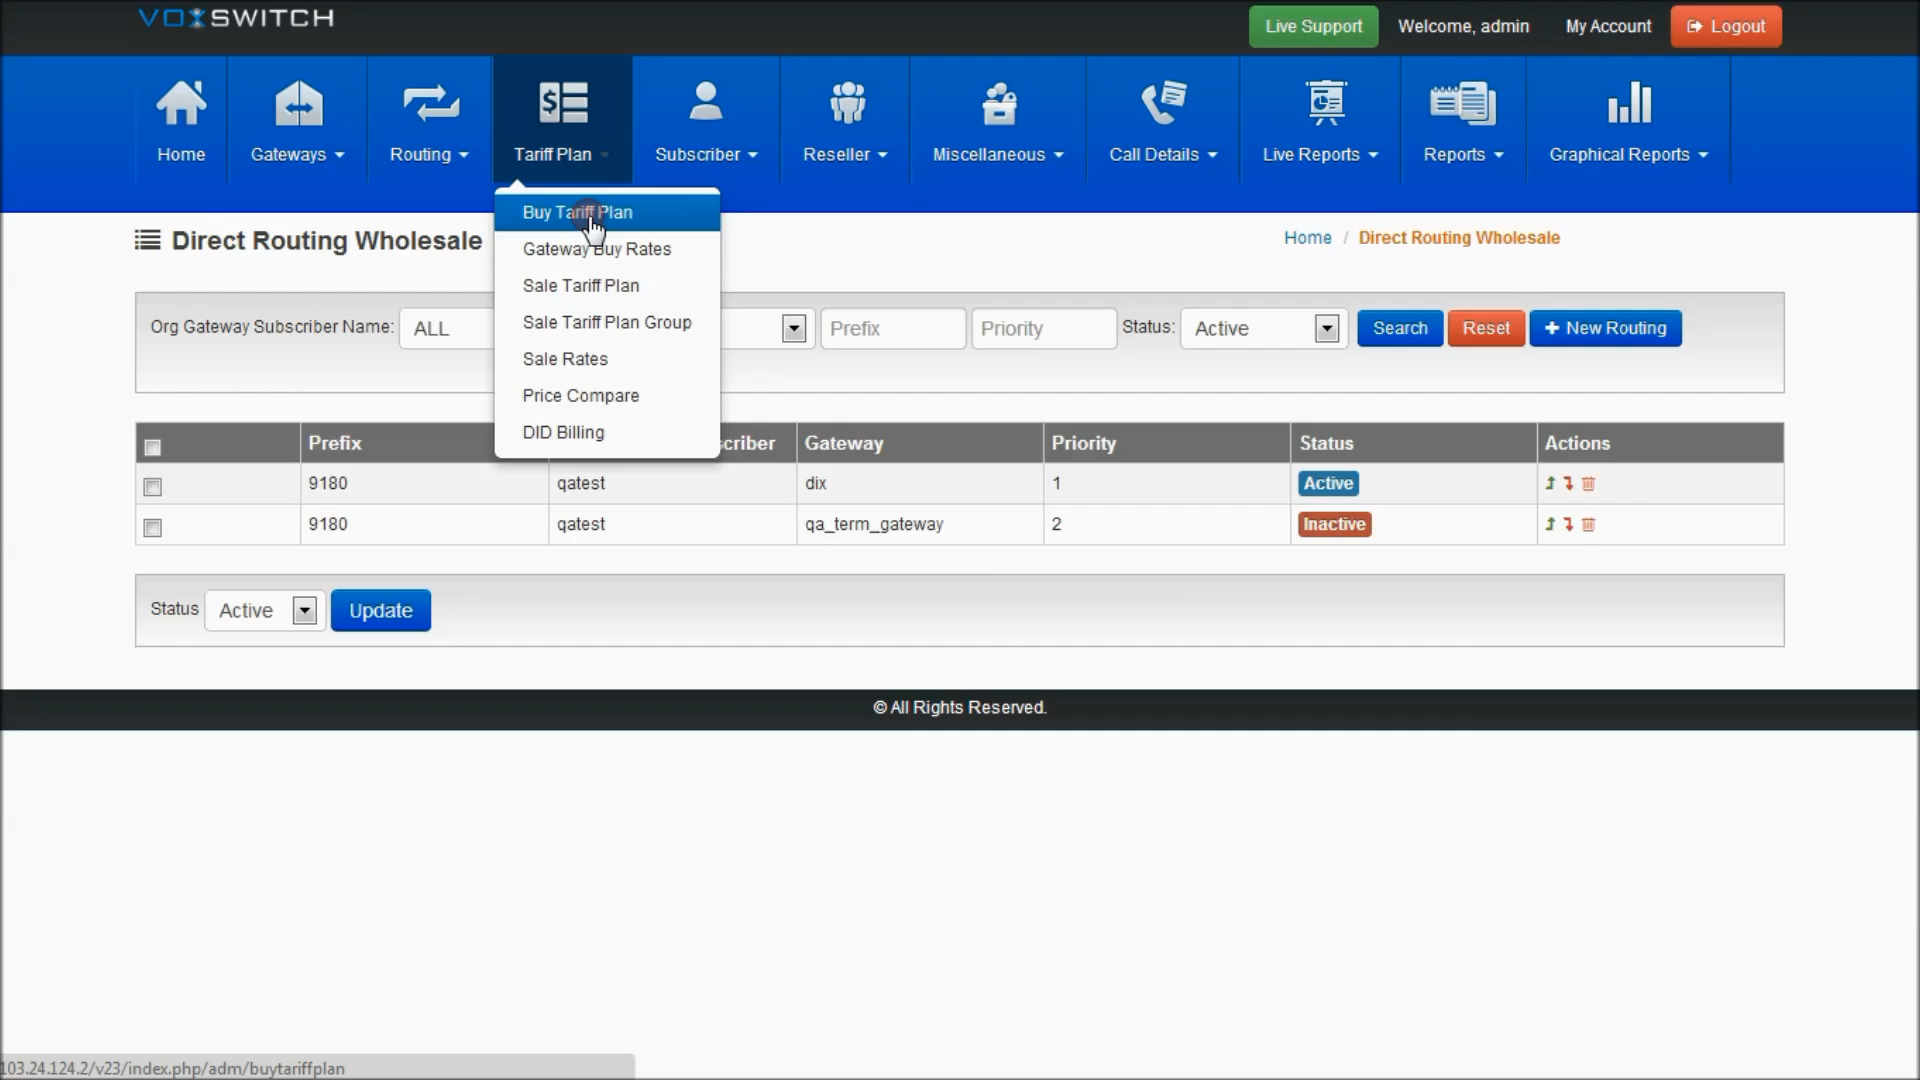 VOXSWITCH
Live Support
Welcome, admin
My Account
Logout
Home
Gateways
Routing
Tariff Plan
Subscriber
Reseller
Miscellaneous
Call Details
Live Reports
Reports
Graphical Reports
Buy Tariff Plan
Gateway Buy Rates
Sale Tariff Plan
Sale Tariff Plan Group
Sale Rates
Price Compare
DID Billing
Direct Routing Wholesale
Home / Direct Routing Wholesale
Org Gateway Subscriber Name: ALL
Prefix
Priority
Status: Active
Search
Reset
+ New Routing
Prefix scriber Gateway Priority Status Actions
9180 qatest dix 1 Active
9180 qatest qa_term_gateway 2 Inactive
Status Active Update
© All Rights Reserved.
103.24.124.2/v23/index.php/adm/buytariffplan